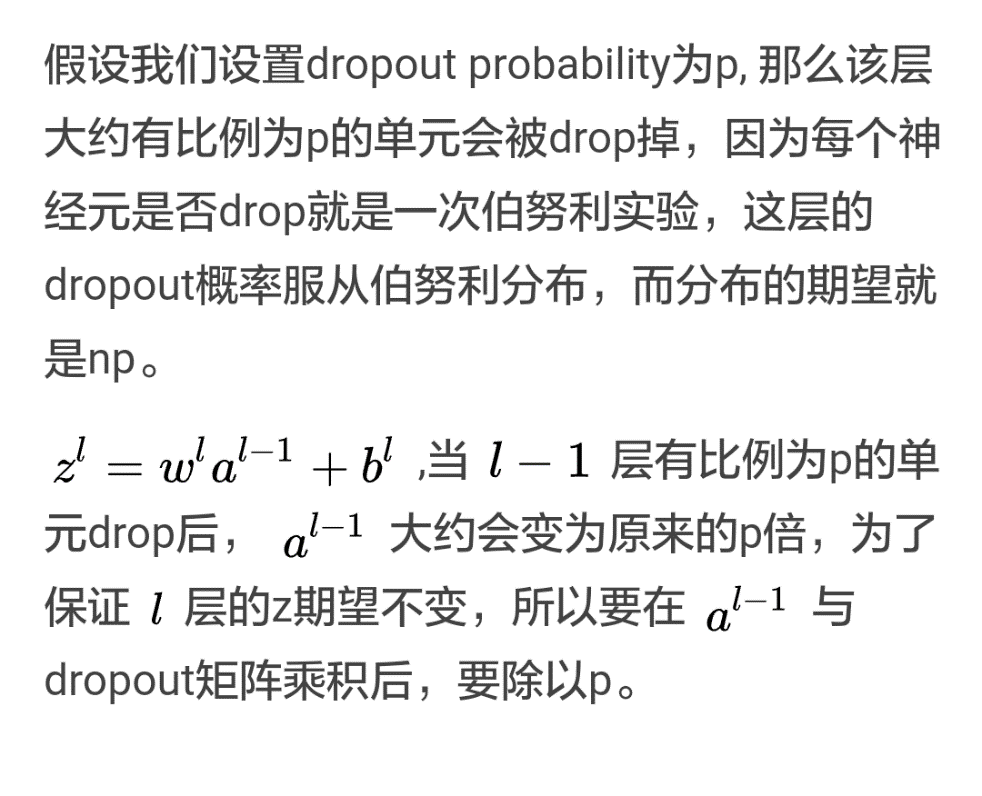 假设我们设置dropout probability为p, 那么该层
大约有比例为p的单元会被drop掉，因为每个神
经元是否drop就是一次伯努利实验，这层的
dropout概率服从伯努利分布，而分布的期望就
是np。
z^l = w^l a^{l-1} + b^l ,当 l − 1 层有比例为p的单
元drop后， a^{l-1} 大约会变为原来的p倍，为了
保证 l 层的z期望不变，所以要在 a^{l-1} 与
dropout矩阵乘积后，要除以p。